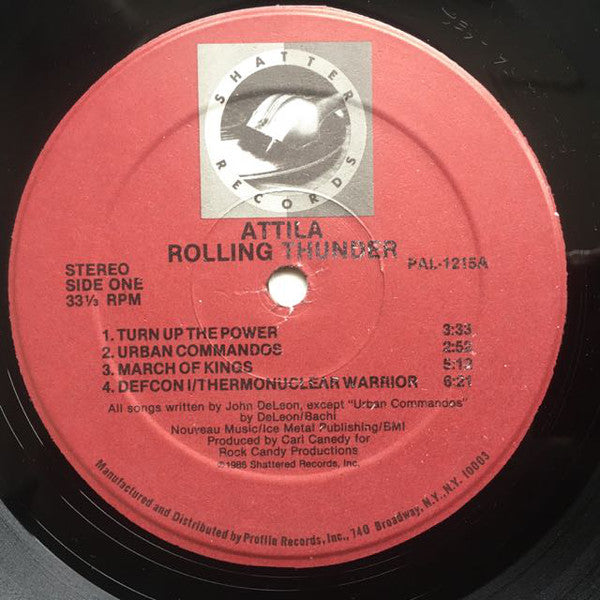 SHATTER
RECORDS
ATTILA
ROLLING THUNDER
PAL-1215A
STEREO
SIDE ONE
33⅓ RPM
1. TURN UP THE POWER 3:33
2. URBAN COMMANDOS 2:52
3. MARCH OF KINGS 5:13
4. DEFCON I/THERMONUCLEAR WARRIOR 6:21
All songs written by John DeLeon, except "Urban Commandos"
by DeLeon/Bachi
Nouveau Music/Ice Metal Publishing/BMI
Produced by Carl Canedy for
Rock Candy Productions
©1986 Shattered Records, Inc.
Manufactured and Distributed by Profile Records, Inc., 740 Broadway, N.Y., N.Y. 10003